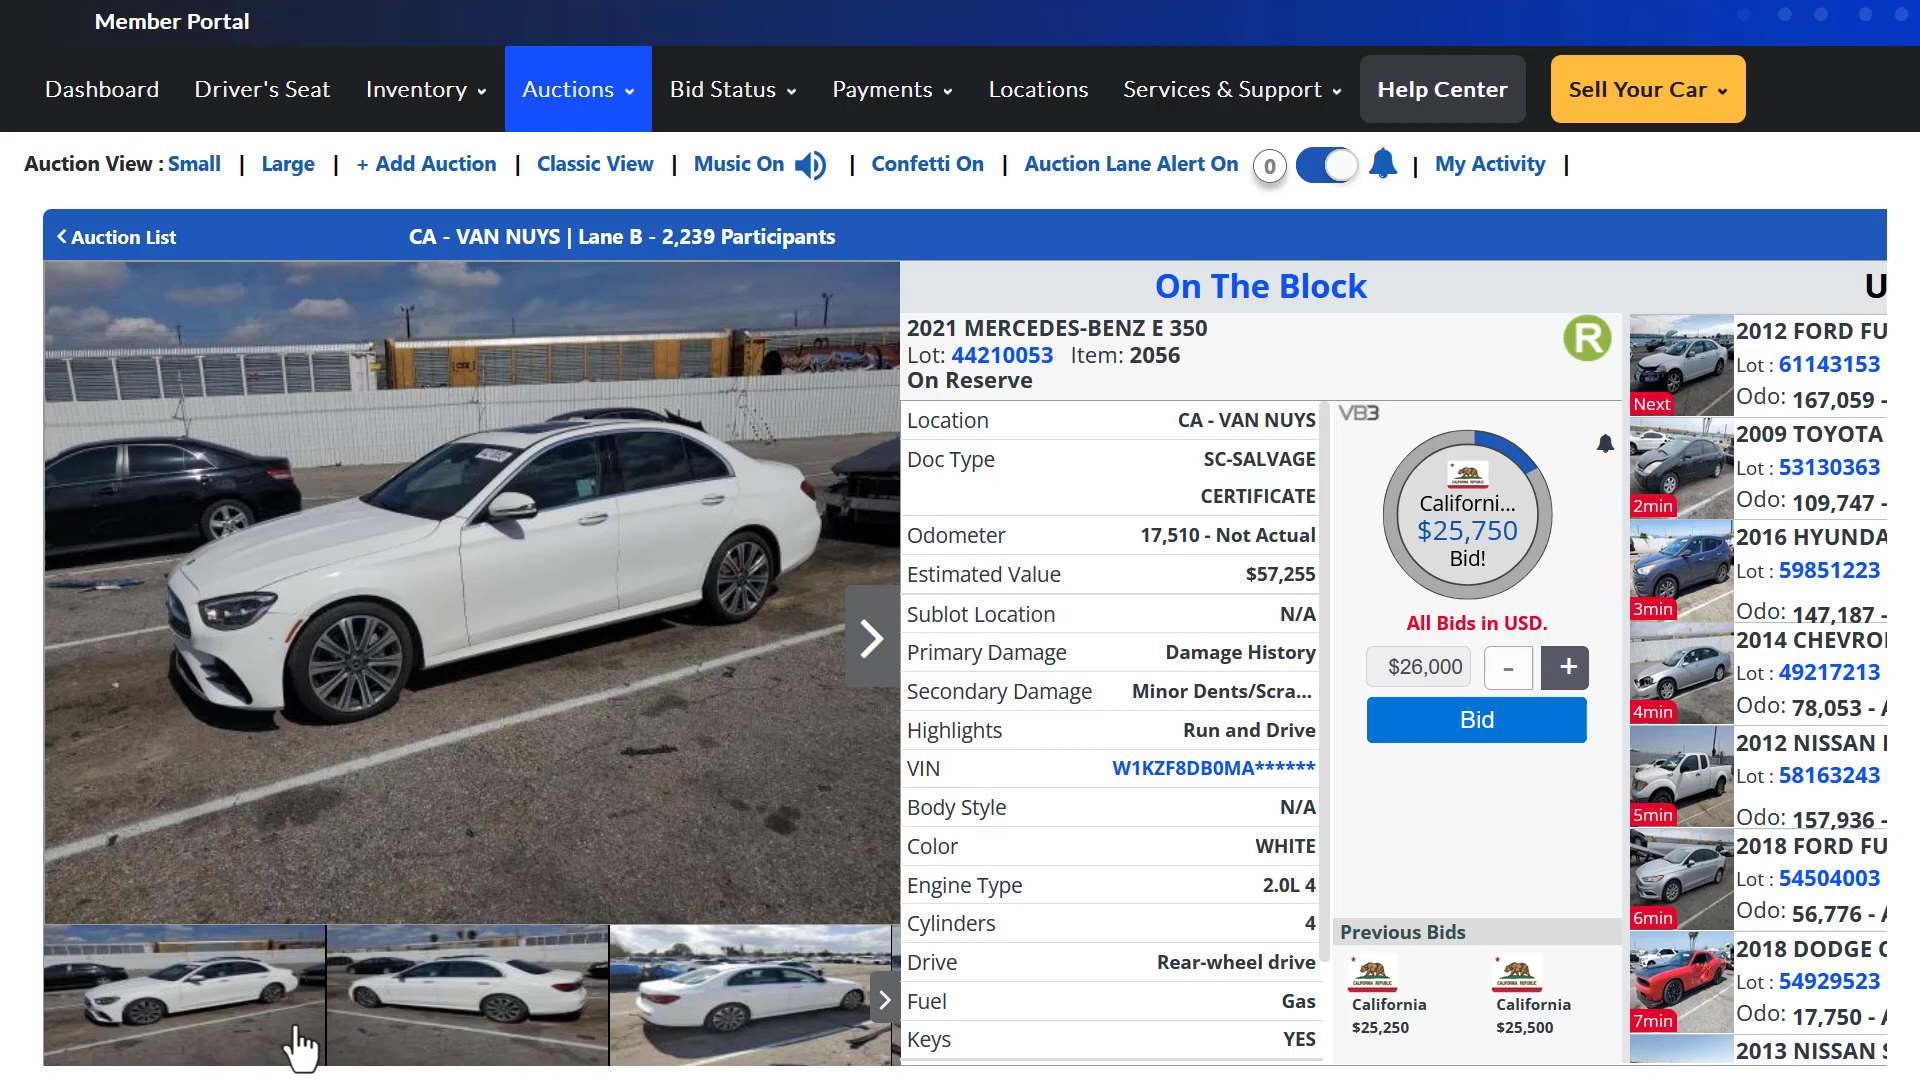 Member Portal
Dashboard Driver's Seat Inventory Auctions Bid Status Payments Locations Services & Support Help Center Sell Your Car
Auction View : Small | Large | + Add Auction | Classic View | Music On | Confetti On | Auction Lane Alert On 0 | My Activity |
Auction List CA - VAN NUYS | Lane B - 2,239 Participants
On The Block
U
2021 MERCEDES-BENZ E 350
Lot: 44210053 Item: 2056
On Reserve
R
Location CA - VAN NUYS
Doc Type SC-SALVAGE
CERTIFICATE
Odometer 17,510 - Not Actual
Estimated Value $57,255
Sublot Location N/A
Primary Damage Damage History
Secondary Damage Minor Dents/Scra...
Highlights Run and Drive
VIN W1KZF8DB0MA******
Body Style N/A
Color WHITE
Engine Type 2.0L 4
Cylinders 4
Drive Rear-wheel drive
Fuel Gas
Keys YES
VB3
Californi...
$25,750
Bid!
All Bids in USD.
$26,000 - +
Bid
Previous Bids
California
$25,250
California
$25,500
2012 FORD FU
Lot : 61143153
Odo: 167,059 -
Next
2009 TOYOTA
Lot : 53130363
Odo: 109,747 -
2min
2016 HYUNDA
Lot : 59851223
Odo: 147,187 -
3min
2014 CHEVRO
Lot : 49217213
Odo: 78,053 - A
4min
2012 NISSAN
Lot : 58163243
Odo: 157,936 -
5min
2018 FORD FU
Lot : 54504003
Odo: 56,776 - A
6min
2018 DODGE C
Lot : 54929523
Odo: 17,750 - A
7min
2013 NISSAN S